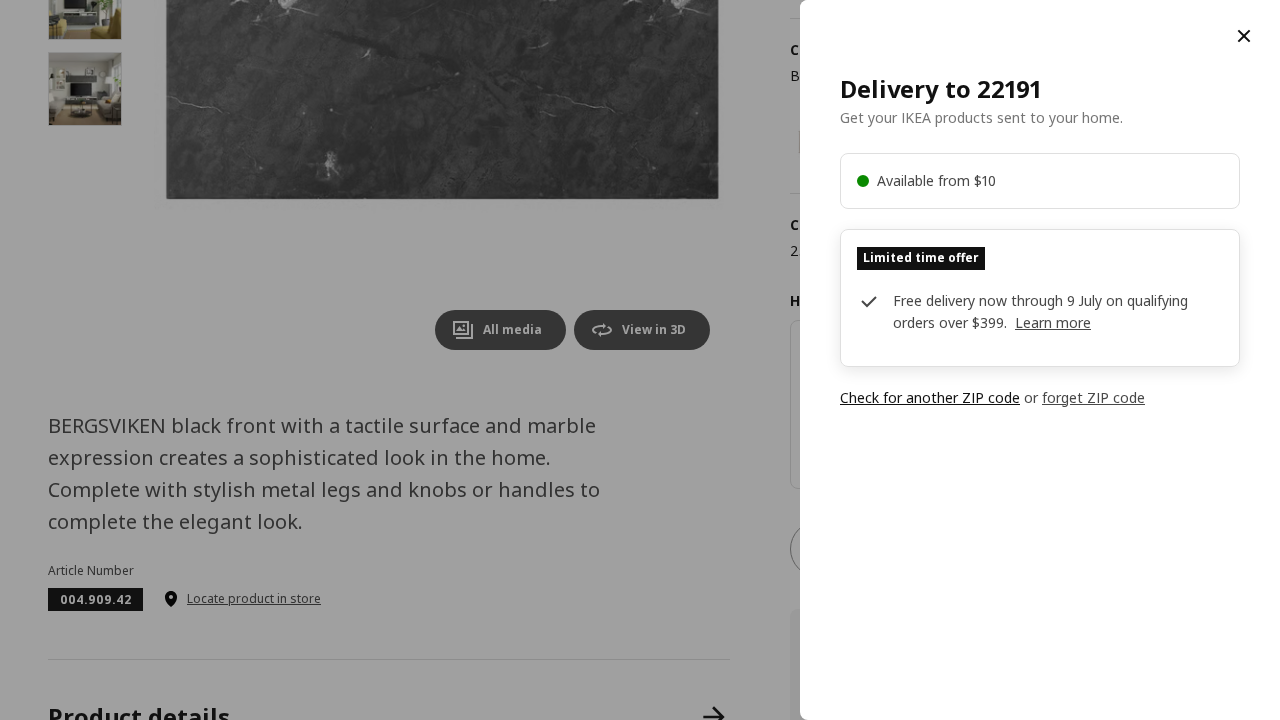 All media
View in 3D
BERGSVIKEN black front with a tactile surface and marble
expression creates a sophisticated look in the home.
Complete with stylish metal legs and knobs or handles to
complete the elegant look.
Article Number
004.909.42
Locate product in store
Product details
Delivery to 22191
Get your IKEA products sent to your home.
Available from $10
Limited time offer
Free delivery now through 9 July on qualifying
orders over $399. Learn more
Check for another ZIP code or forget ZIP code